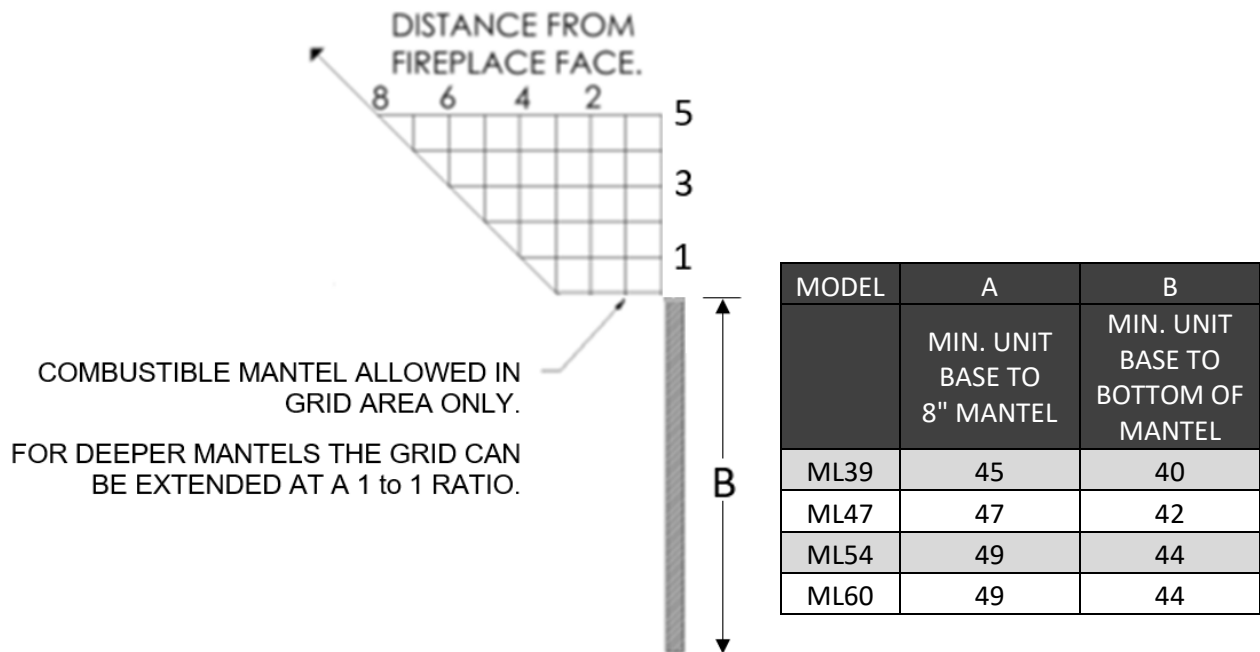 DISTANCE FROM
FIREPLACE FACE.
8 6 4 2
5
3
1
COMBUSTIBLE MANTEL ALLOWED IN
GRID AREA ONLY.
FOR DEEPER MANTELS THE GRID CAN
BE EXTENDED AT A 1 to 1 RATIO.
B
MODEL A B
MIN. UNIT BASE TO 8" MANTEL MIN. UNIT BASE TO BOTTOM OF MANTEL
ML39 45 40
ML47 47 42
ML54 49 44
ML60 49 44